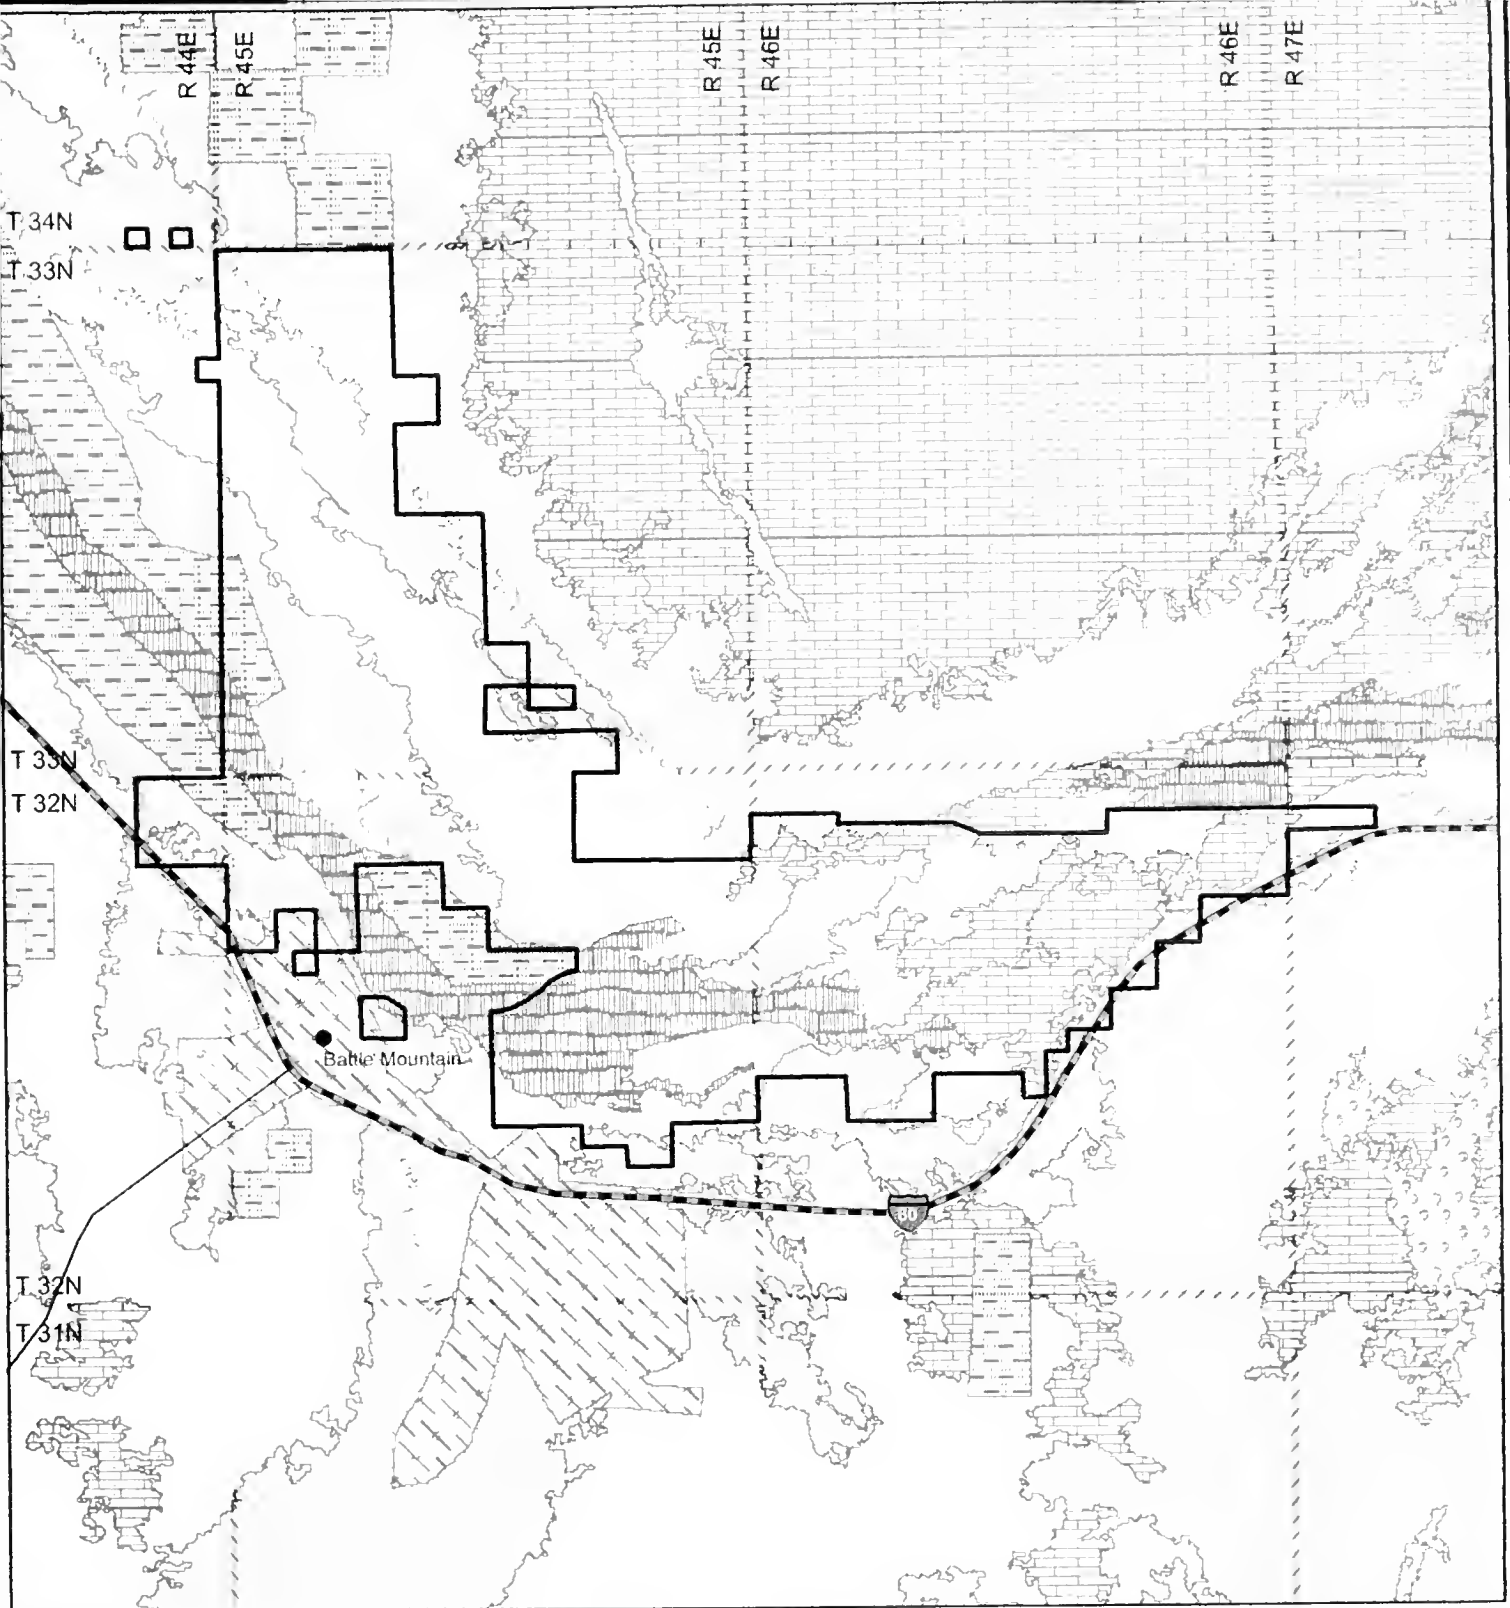 R 44E
R 45E
R 45E
R 46E
R 46E
R 47E
T 34N
T 33N
T 33N
T 32N
Battle Mountain
80
T 32N
T 31N